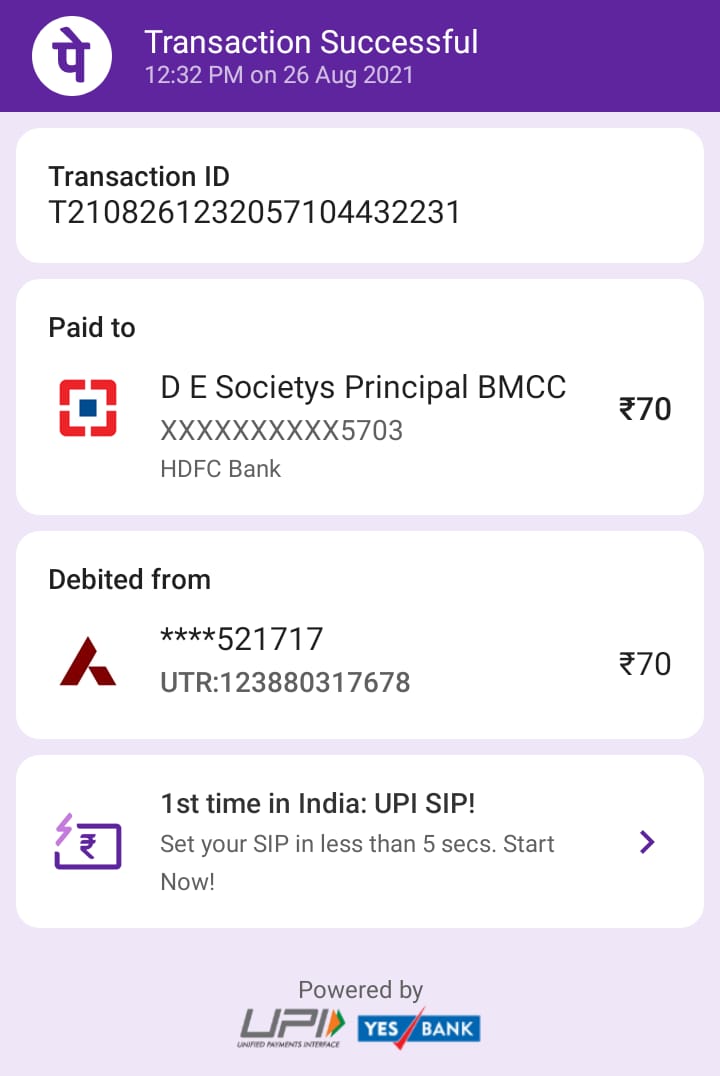 पे
Transaction Successful
12:32 PM on 26 Aug 2021
Transaction ID
T2108261232057104432231
Paid to
D E Societys Principal BMCC
₹70
XXXXXXXXXX5703
HDFC Bank
Debited from
****521717
₹70
UTR:123880317678
1st time in India: UPI SIP!
₹
Set your SIP in less than 5 secs. Start
Now!
Powered by
UPI
UNIFIED PAYMENTS INTERFACE
YES BANK